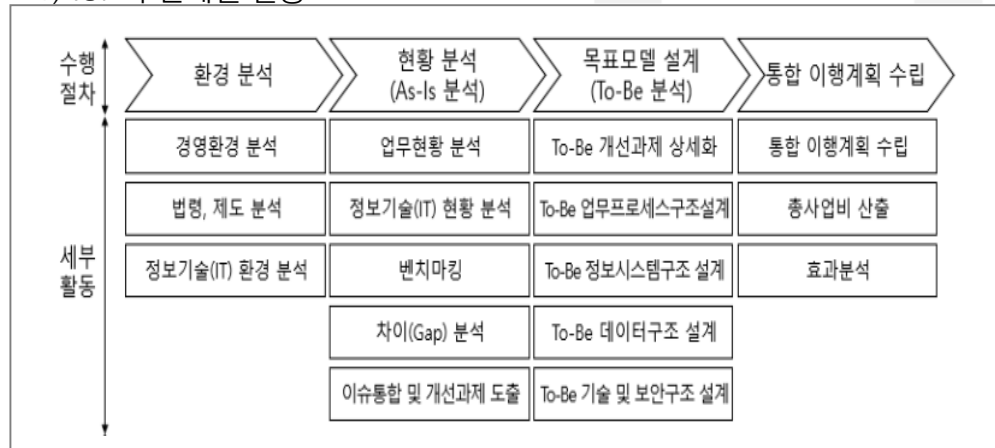 수행
절차
환경 분석
현황 분석
(As-Is 분석)
목표모델 설계
(To-Be 분석)
통합 이행계획 수립
세부
활동
경영환경 분석
업무현황 분석
To-Be 개선과제 상세화
통합 이행계획 수립
법령, 제도 분석
정보기술(IT) 현황 분석
To-Be 업무프로세스구조설계
총사업비 산출
정보기술(IT) 환경 분석
벤치마킹
To-Be 정보시스템구조 설계
효과분석
차이(Gap) 분석
To-Be 데이터구조 설계
이슈통합 및 개선과제 도출
To-Be 기술 및 보안구조 설계